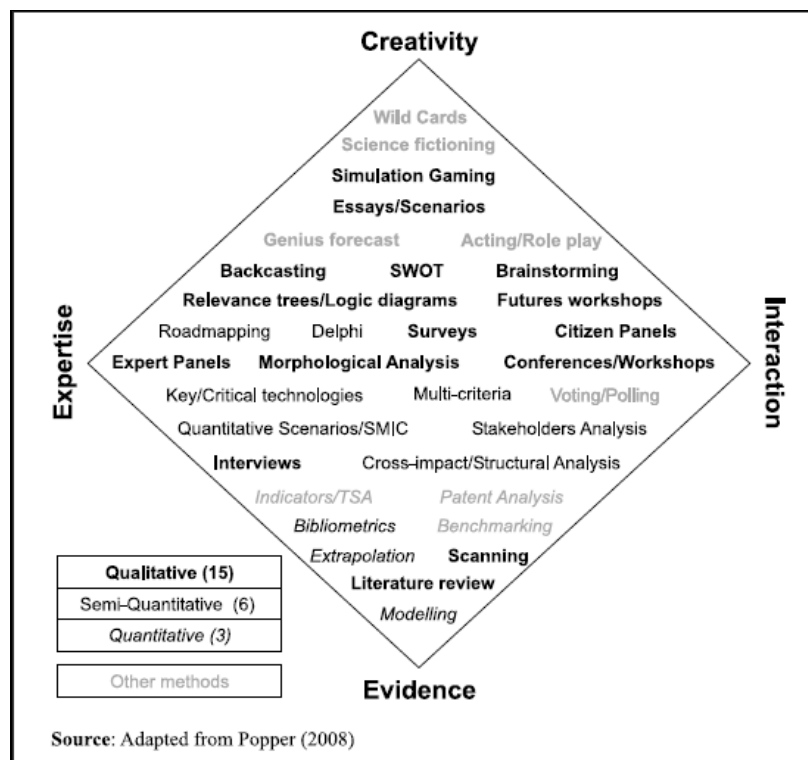 Creativity
Wild Cards
Science fictioning
Simulation Gaming
Essays/Scenarios
Genius forecast Acting/Role play
Backcasting SWOT Brainstorming
Relevance trees/Logic diagrams Futures workshops
Roadmapping Delphi Surveys Citizen Panels
Expertise
Interaction
Expert Panels Morphological Analysis Conferences/Workshops
Key/Critical technologies Multi-criteria Voting/Polling
Quantitative Scenarios/SMIC Stakeholders Analysis
Interviews Cross-impact/Structural Analysis
Indicators/TSA Patent Analysis
Bibliometrics Benchmarking
Extrapolation Scanning
Literature review
Modelling
Evidence
Qualitative (15)
Semi-Quantitative (6)
Quantitative (3)
Other methods
Source: Adapted from Popper (2008)